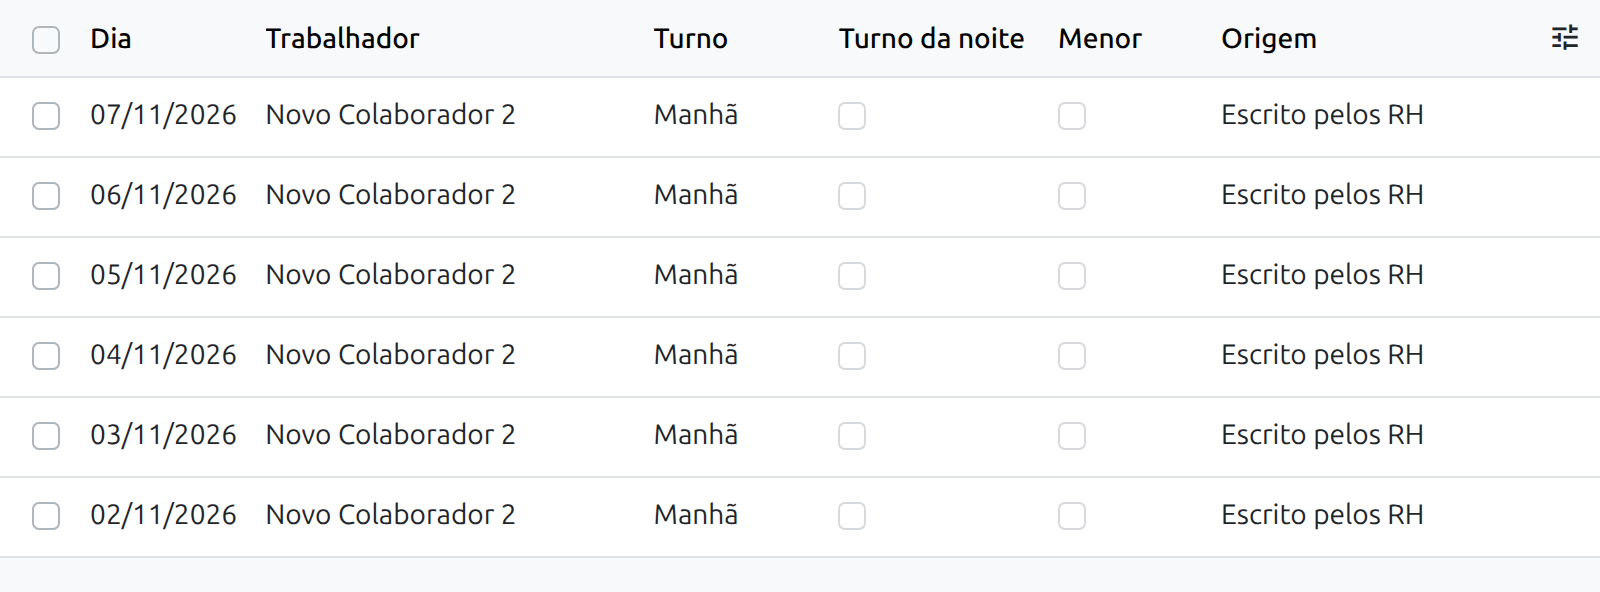 Dia Trabalhador Turno Turno da noite Menor Origem
07/11/2026 Novo Colaborador 2 Manhã Escrito pelos RH
06/11/2026 Novo Colaborador 2 Manhã Escrito pelos RH
05/11/2026 Novo Colaborador 2 Manhã Escrito pelos RH
04/11/2026 Novo Colaborador 2 Manhã Escrito pelos RH
03/11/2026 Novo Colaborador 2 Manhã Escrito pelos RH
02/11/2026 Novo Colaborador 2 Manhã Escrito pelos RH